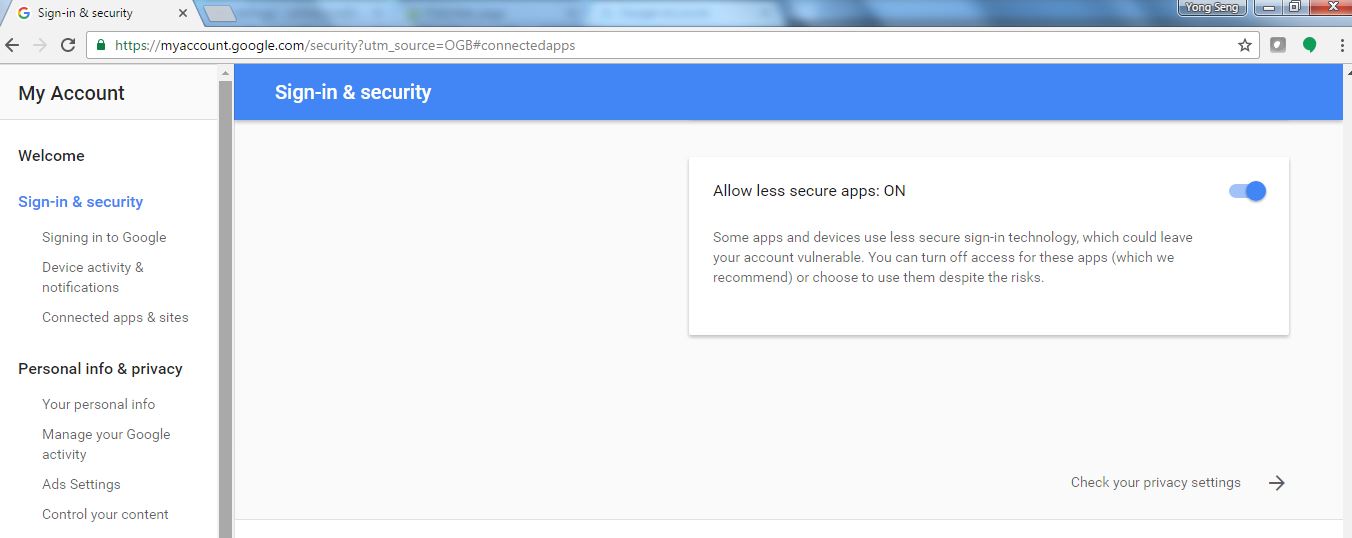 Sign-in & security
Yong Seng
https://myaccount.google.com/security?utm_source=OGB#connectedapps
My Account
Sign-in & security
Welcome
Sign-in & security
Signing in to Google
Device activity &
notifications
Connected apps & sites
Personal info & privacy
Your personal info
Manage your Google
activity
Ads Settings
Control your content
Allow less secure apps: ON
Some apps and devices use less secure sign-in technology, which could leave
your account vulnerable. You can turn off access for these apps (which we
recommend) or choose to use them despite the risks.
Check your privacy settings